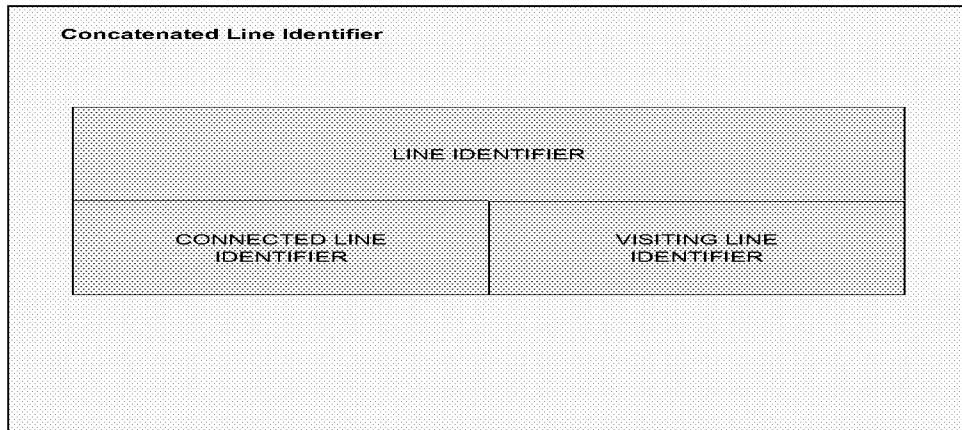 Concatenated Line Identifier
LINE IDENTIFIER
CONNECTED LINE
IDENTIFIER
VISITING LINE
IDENTIFIER